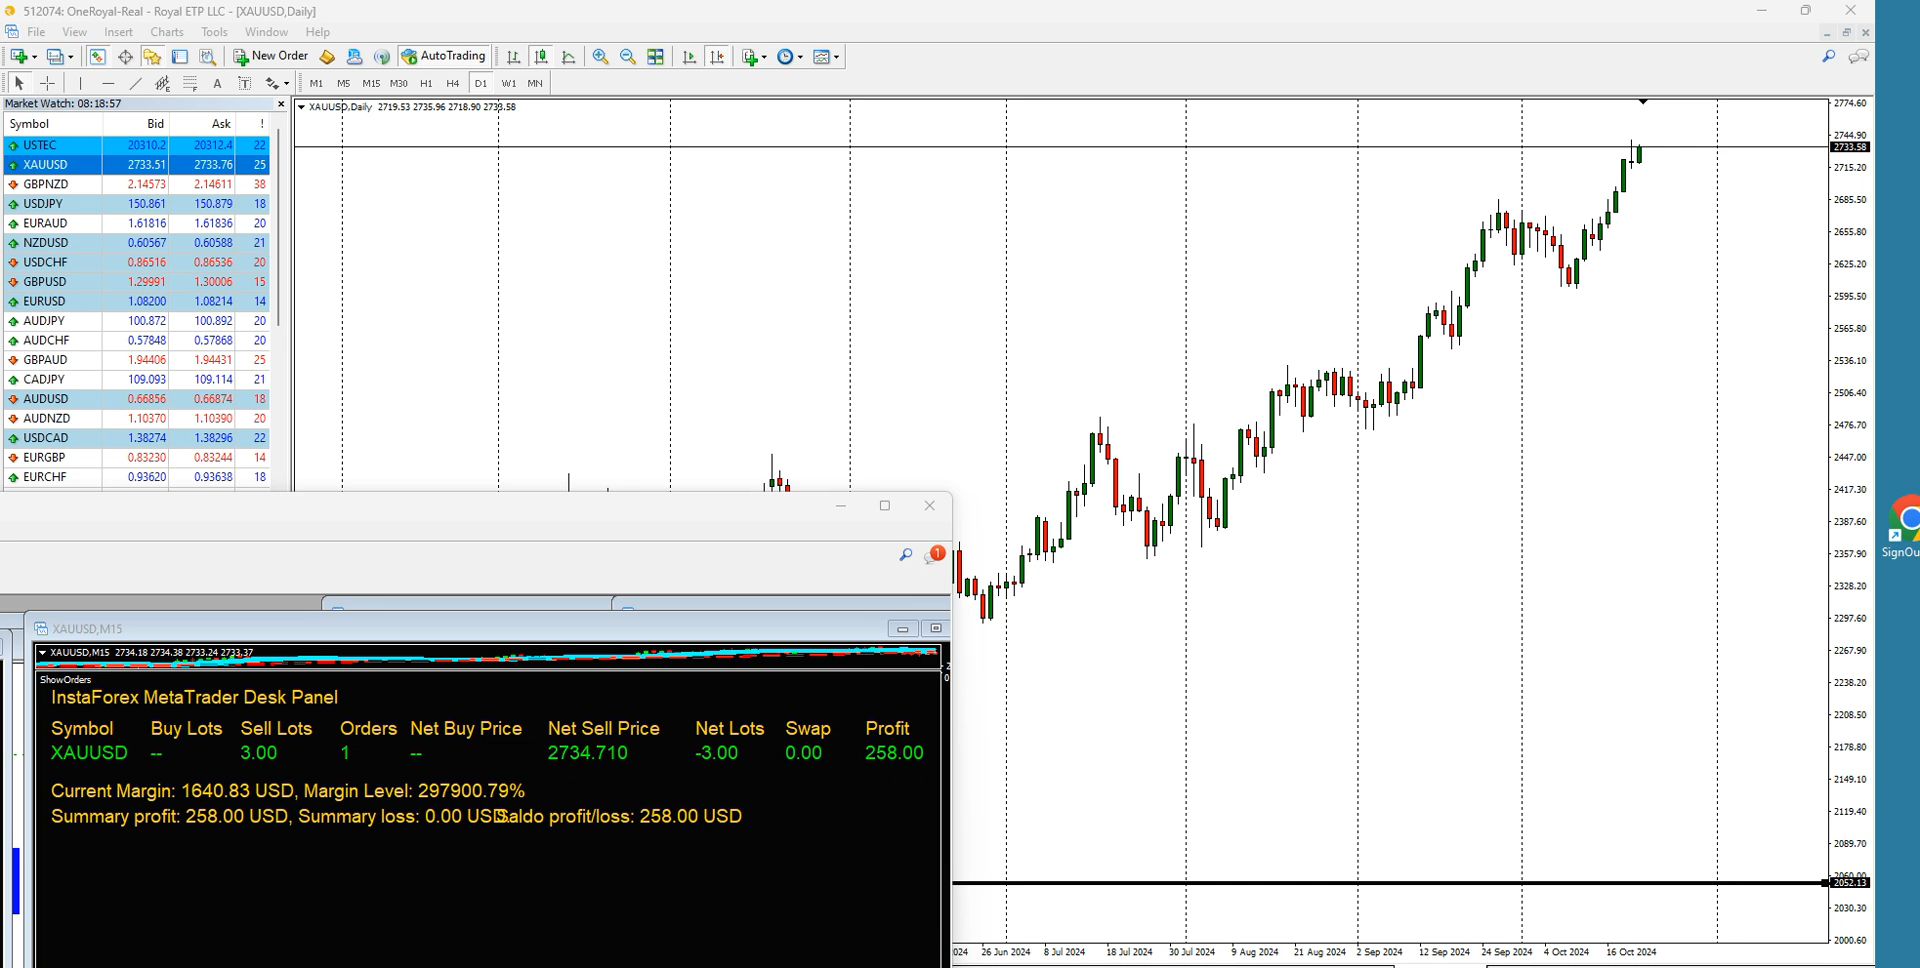 512074: OneRoyal-Real - Royal ETP LLC - [XAUUSD,Daily]
File View Insert Charts Tools Window Help
New Order AutoTrading
A T M1 M5 M15 M30 H1 H4 D1 W1 MN
Market Watch: 08:18:57
Symbol Bid Ask !
USTEC 20310.2 20312.4 22
XAUUSD 2733.51 2733.76 25
GBPNZD 2.14573 2.14611 38
USDJPY 150.861 150.879 18
EURAUD 1.61816 1.61836 20
NZDUSD 0.60567 0.60588 21
USDCHF 0.86516 0.86536 20
GBPUSD 1.29991 1.30006 15
EURUSD 1.08200 1.08214 14
AUDJPY 100.872 100.892 20
AUDCHF 0.57848 0.57868 20
GBPAUD 1.94406 1.94431 25
CADJPY 109.093 109.114 21
AUDUSD 0.66856 0.66874 18
AUDNZD 1.10370 1.10390 20
USDCAD 1.38274 1.38296 22
EURGBP 0.83230 0.83244 14
EURCHF 0.93620 0.93638 18
XAUUSD,Daily 2719.53 2735.96 2718.90 2733.58
2774.60
2744.90
2733.58
2715.20
2685.50
2655.80
2625.20
2595.50
2565.80
2536.10
2506.40
2476.70
2447.00
2417.30
2387.60
2357.90
2328.20
2297.60
2267.90
2238.20
2208.50
2178.80
2149.10
2119.40
2089.70
2060.00
2052.13
2030.30
2000.60
024 26 Jun 2024 8 Jul 2024 18 Jul 2024 30 Jul 2024 9 Aug 2024 21 Aug 2024 2 Sep 2024 12 Sep 2024 24 Sep 2024 4 Oct 2024 16 Oct 2024
SignOu
1
XAUUSD,M15
XAUUSD,M15 2734.18 2734.38 2733.24 2733.37
2
ShowOrders
0
InstaForex MetaTrader Desk Panel
Symbol Buy Lots Sell Lots Orders Net Buy Price Net Sell Price Net Lots Swap Profit
XAUUSD -- 3.00 1 -- 2734.710 -3.00 0.00 258.00
Current Margin: 1640.83 USD, Margin Level: 297900.79%
Summary profit: 258.00 USD, Summary loss: 0.00 USD Saldo profit/loss: 258.00 USD